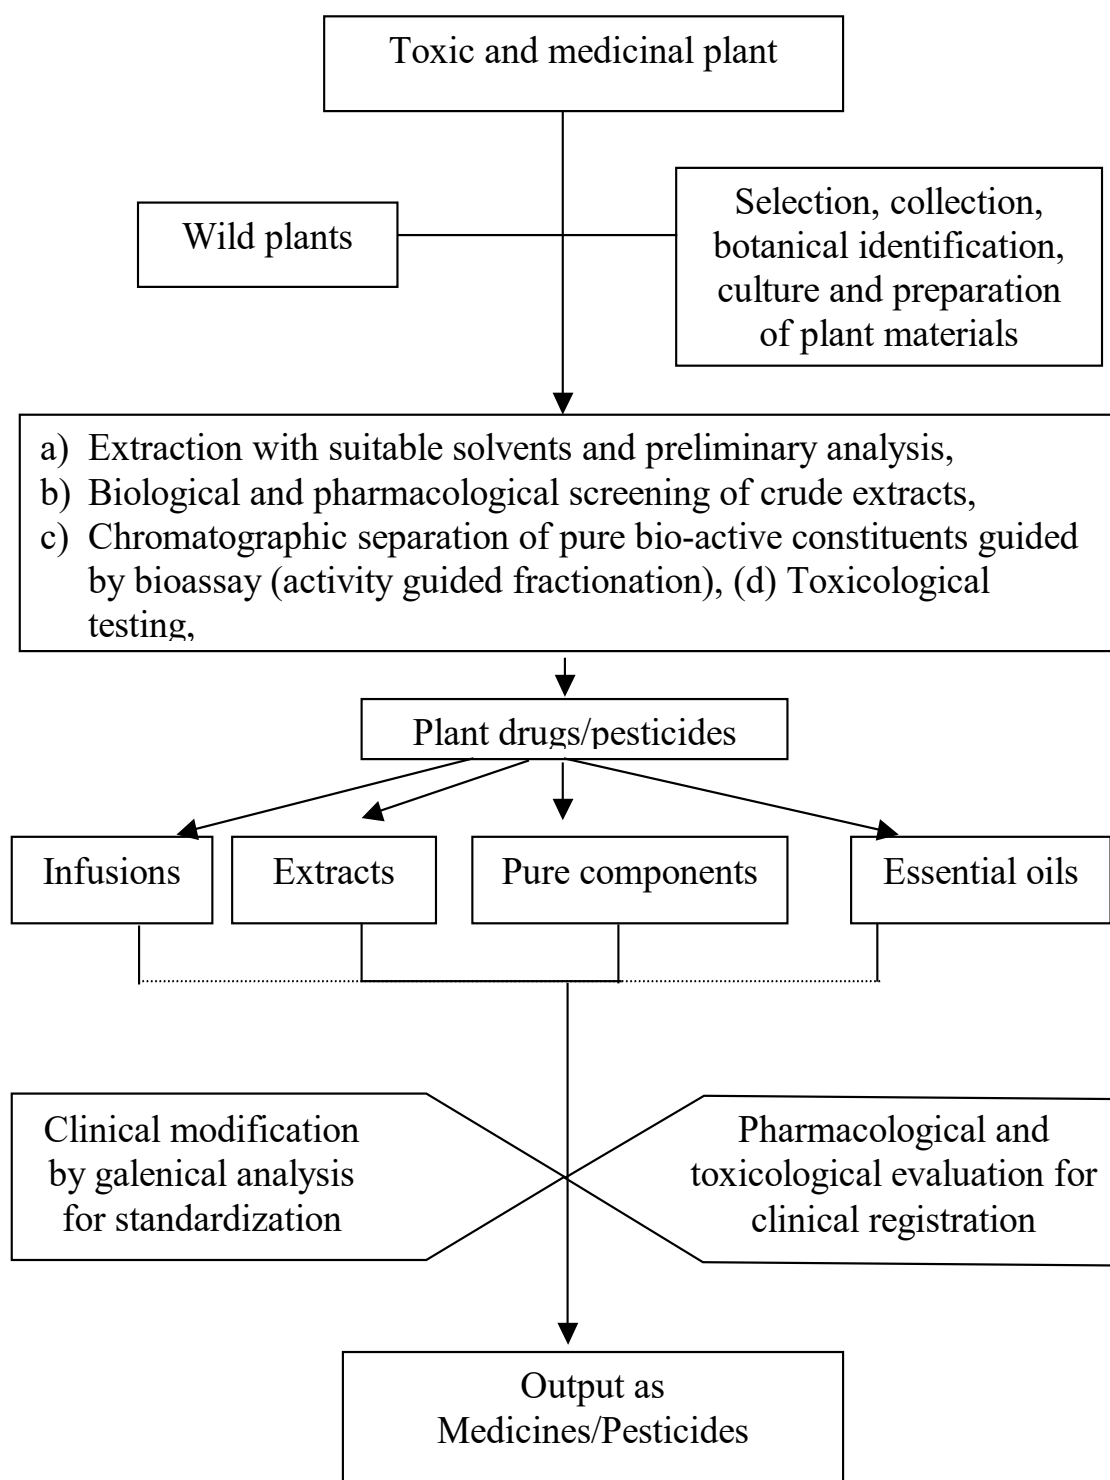 Toxic and medicinal plant
Wild plants
Selection, collection,
botanical identification,
culture and preparation
of plant materials
a) Extraction with suitable solvents and preliminary analysis,
b) Biological and pharmacological screening of crude extracts,
c) Chromatographic separation of pure bio-active constituents guided
by bioassay (activity guided fractionation), (d) Toxicological
testing,
Plant drugs/pesticides
Infusions
Extracts
Pure components
Essential oils
Clinical modification
by galenical analysis
for standardization
Pharmacological and
toxicological evaluation for
clinical registration
Output as
Medicines/Pesticides